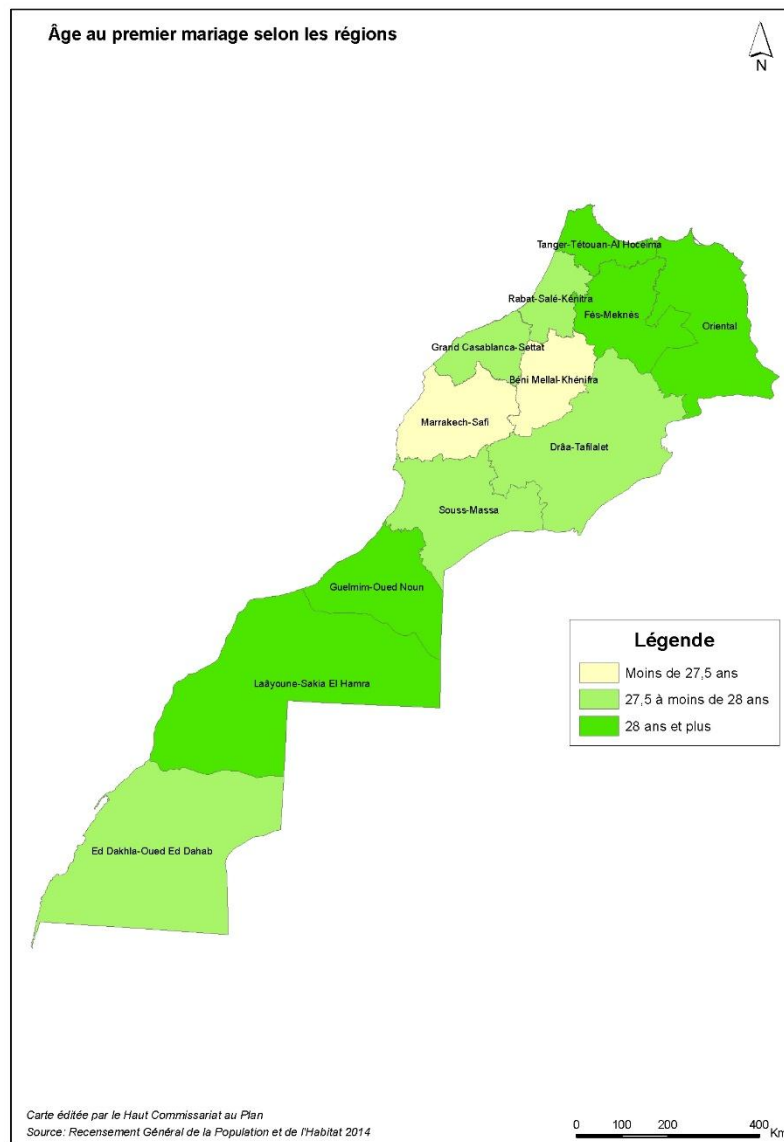 Âge au premier mariage selon les régions
N
Tanger-Tétouan-Al Hoceima
Rabat-Salé-Kénitra
Fés-Meknés
Oriental
Grand Casablanca-Settat
Béni Mellal-Khénifra
Marrakech-Safi
Drâa-Tafilalet
Souss-Massa
Guelmim-Oued Noun
Laâyoune-Sakia El Hamra
Ed Dakhla-Oued Ed Dahab
Légende
Moins de 27,5 ans
27,5 à moins de 28 ans
28 ans et plus
Carte éditée par le Haut Commissariat au Plan
Source: Recensement Général de la Population et de l'Habitat 2014
0 100 200 400
Km